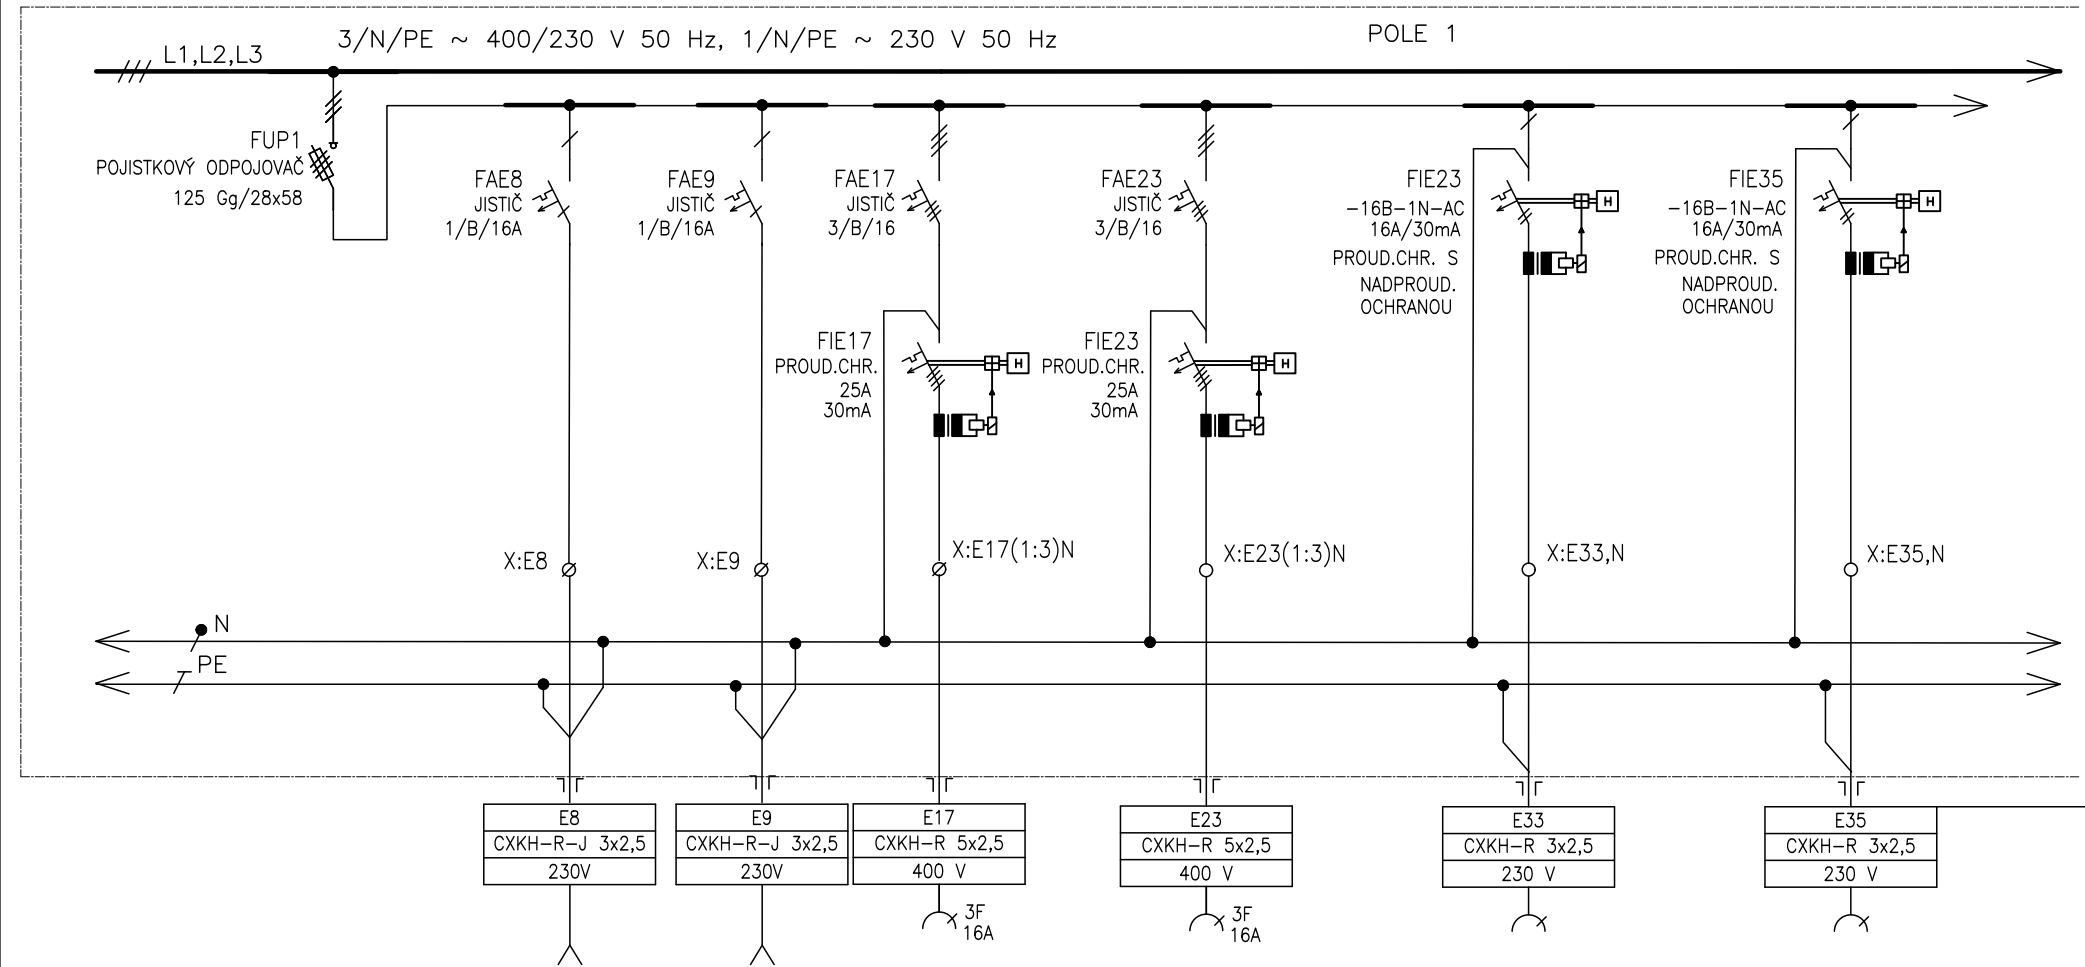 3/N/PE ~ 400/230 V 50 Hz, 1/N/PE ~ 230 V 50 Hz
POLE 1
L1,L2,L3
FUP1
POJISTKOVÝ ODPOJOVAČ
125 Gg/28x58
FAE8
JISTIČ
1/B/16A
FAE9
JISTIČ
1/B/16A
FAE17
JISTIČ
3/B/16
FAE23
JISTIČ
3/B/16
FIE23
-16B-1N-AC
16A/30mA
PROUD.CHR. S
NADPROUD.
OCHRANOU
H
FIE35
-16B-1N-AC
16A/30mA
PROUD.CHR. S
NADPROUD.
OCHRANOU
H
FIE17
PROUD.CHR.
25A
30mA
H
FIE23
PROUD.CHR.
25A
30mA
H
X:E8
X:E9
X:E17(1:3)N
X:E23(1:3)N
X:E33,N
X:E35,N
N
PE
E8
CXKH-R-J 3x2,5
230V
E9
CXKH-R-J 3x2,5
230V
E17
CXKH-R 5x2,5
400 V
3F
16A
E23
CXKH-R 5x2,5
400 V
3F
16A
E33
CXKH-R 3x2,5
230 V
E35
CXKH-R 3x2,5
230 V